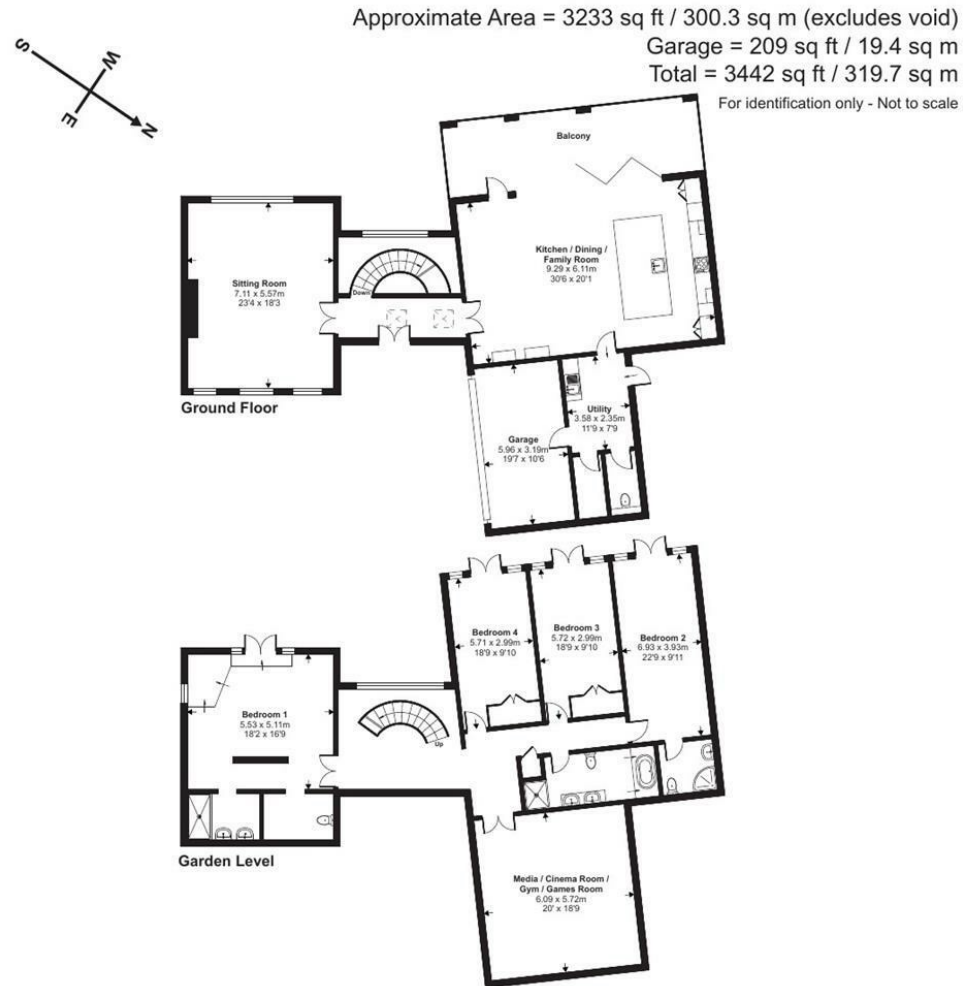 Approximate Area = 3233 sq ft / 300.3 sq m (excludes void)
Garage = 209 sq ft / 19.4 sq m
Total = 3442 sq ft / 319.7 sq m
For identification only - Not to scale
S
W
E
N
Balcony
Kitchen / Dining /
Family Room
9.29 x 6.11m
30'6 x 20'1
Sitting Room
7.11 x 5.57m
23'4 x 18'3
Down
Ground Floor
Utility
3.58 x 2.35m
11'9 x 7'9
Garage
5.96 x 3.19m
19'7 x 10'6
Bedroom 4
5.71 x 2.99m
18'9 x 9'10
Bedroom 3
5.72 x 2.99m
18'9 x 9'10
Bedroom 2
6.93 x 3.93m
22'9 x 9'11
Bedroom 1
5.53 x 5.11m
18'2 x 16'9
Up
Garden Level
Media / Cinema Room /
Gym / Games Room
6.09 x 5.72m
20' x 18'9